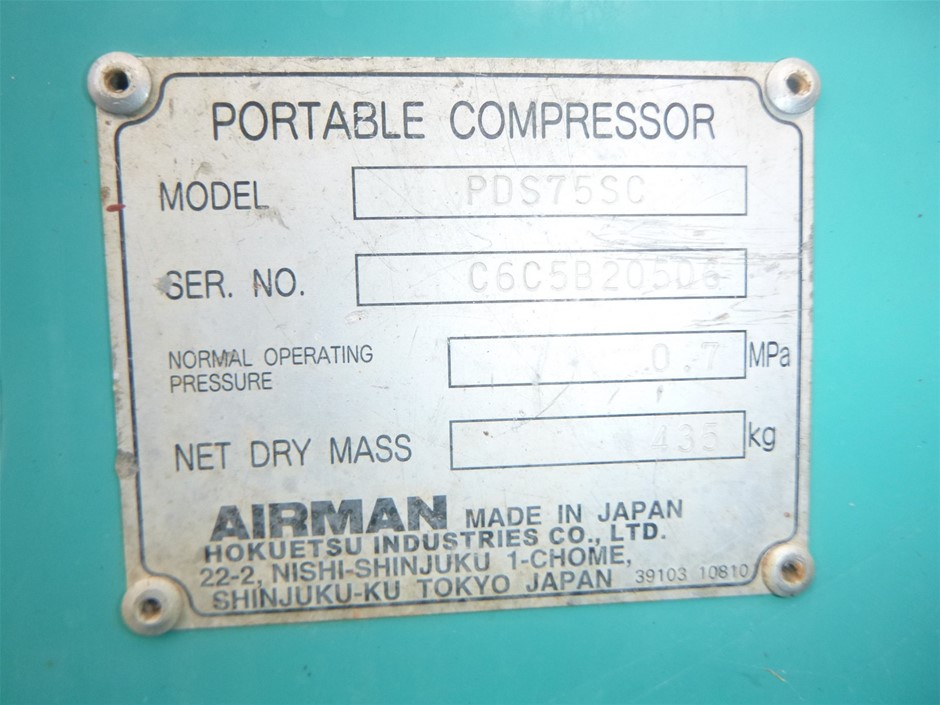 PORTABLE COMPRESSOR
MODEL PDS75SC
SER. NO. C6C5B20506
NORMAL OPERATING
PRESSURE 0.7 MPa
NET DRY MASS 435 kg
AIRMAN MADE IN JAPAN
HOKUETSU INDUSTRIES CO., LTD.
22-2, NISHI-SHINJUKU 1-CHOME,
SHINJUKU-KU TOKYO JAPAN 39103 10810